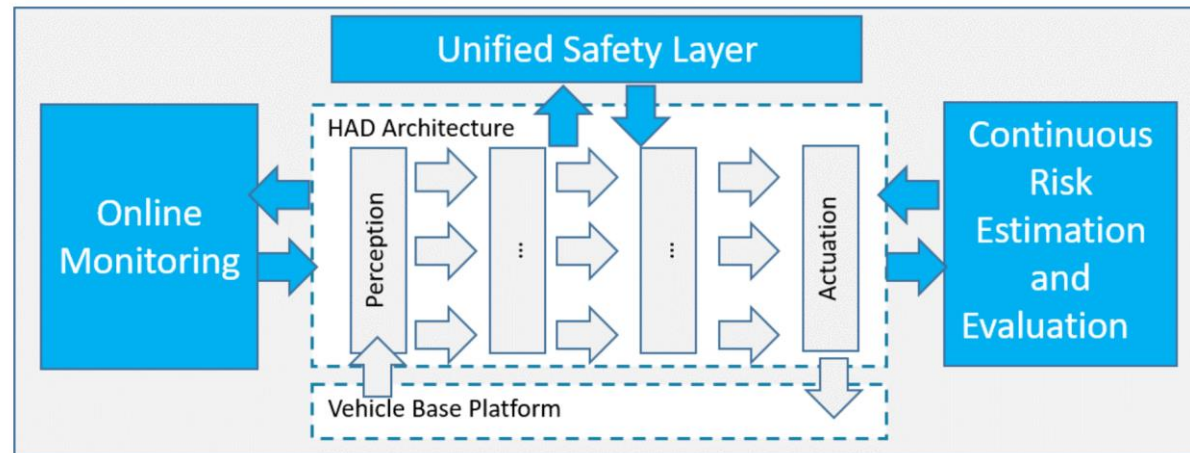 Unified Safety Layer
HAD Architecture
Online
Monitoring
Perception
...
...
Actuation
Continuous
Risk
Estimation
and
Evaluation
Vehicle Base Platform